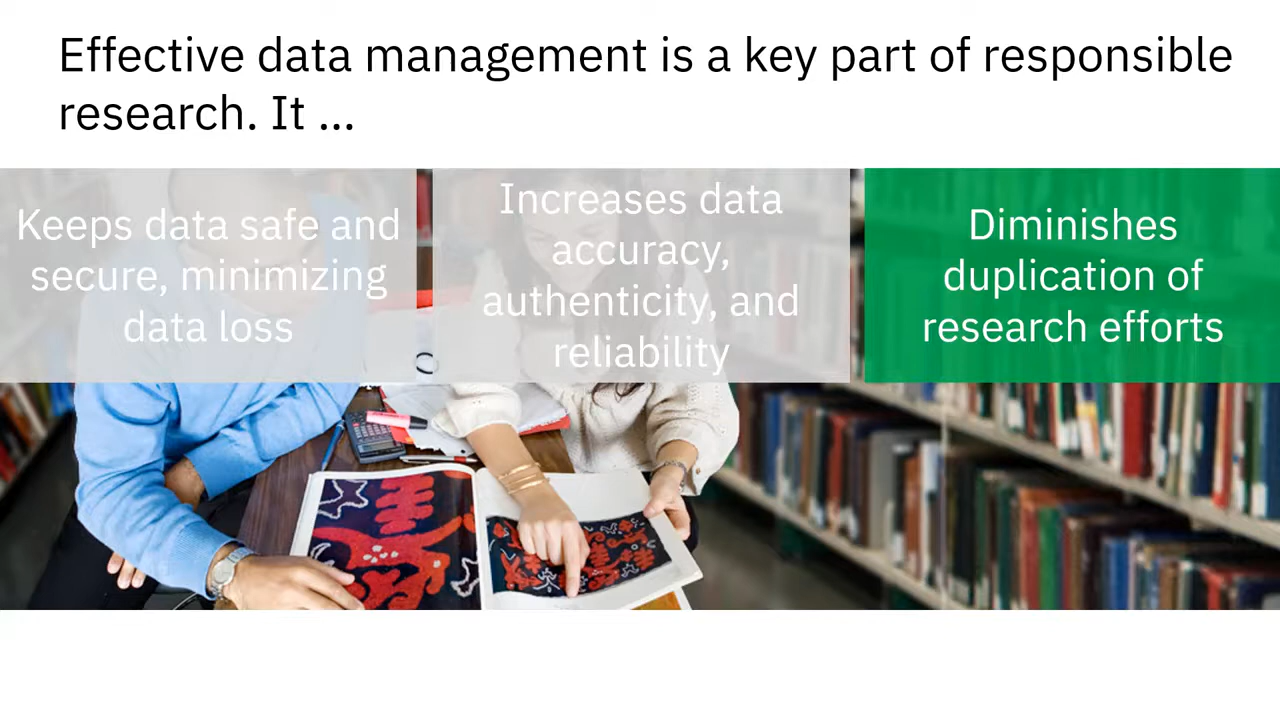 Effective data management is a key part of responsible
research. It ...
Keeps data safe and
secure, minimizing
data loss
Increases data
accuracy,
authenticity, and
reliability
Diminishes
duplication of
research efforts